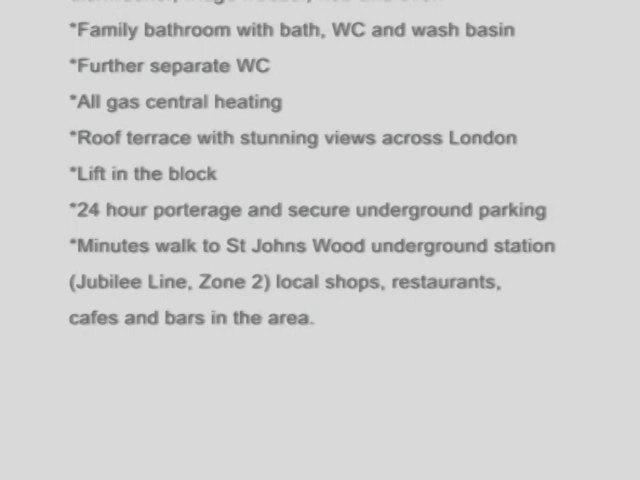 *Family bathroom with bath, WC and wash basin
*Further separate WC
*All gas central heating
*Roof terrace with stunning views across London
*Lift in the block
*24 hour porterage and secure underground parking
*Minutes walk to St Johns Wood underground station
(Jubilee Line, Zone 2) local shops, restaurants,
cafes and bars in the area.